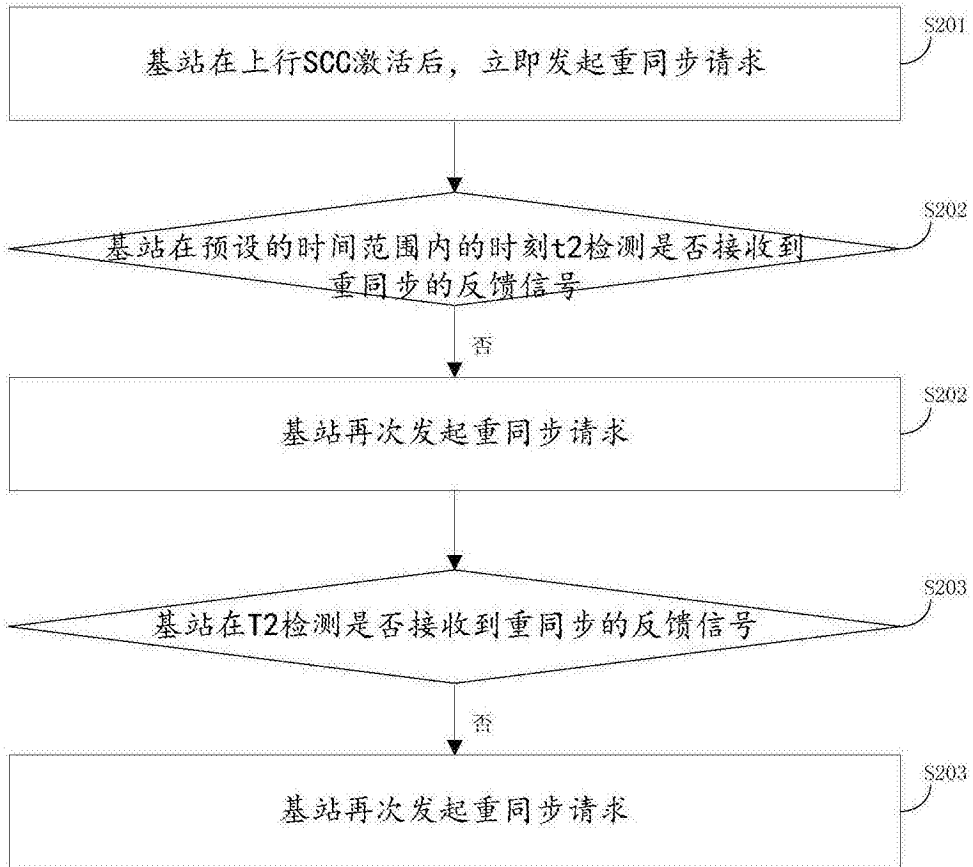 S201
基站在上行SCC激活后，立即发起重同步请求
S202
基站在预设的时间范围内的时刻t2检测是否接收到
重同步的反馈信号
否
S202
基站再次发起重同步请求
S203
基站在T2检测是否接收到重同步的反馈信号
否
S203
基站再次发起重同步请求